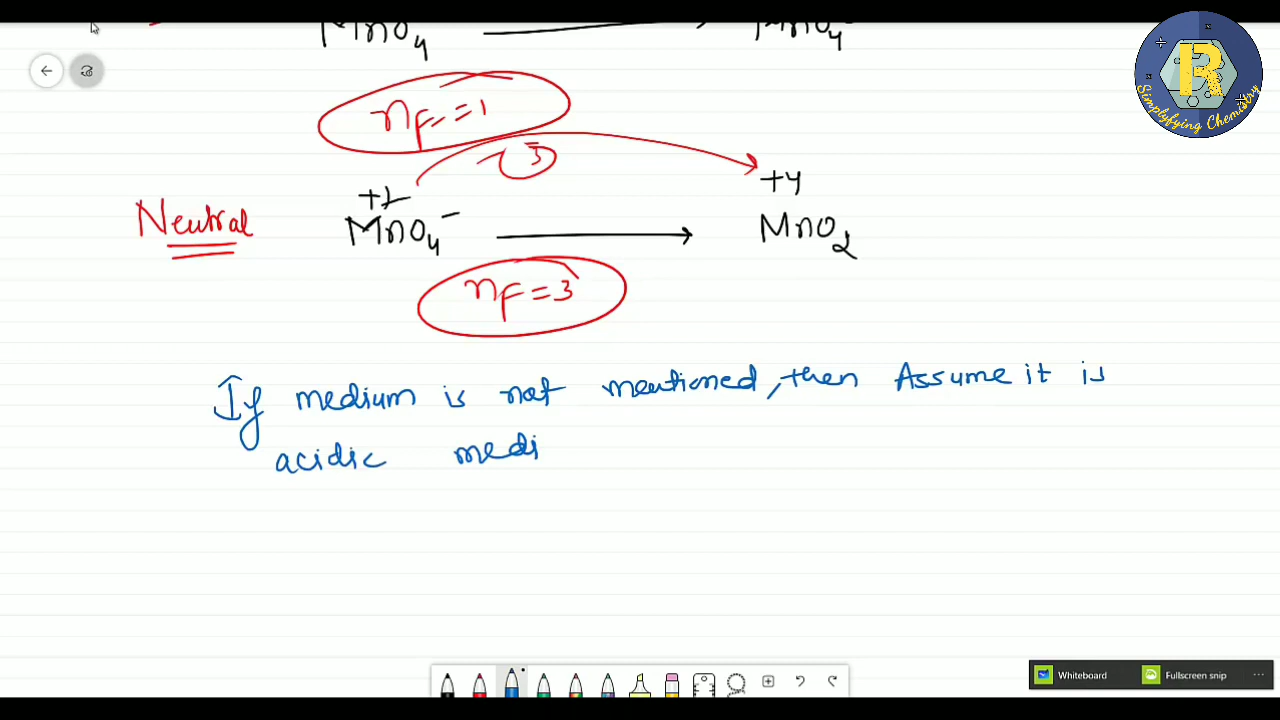 MnO4 MnO4
nF = 1
3
+7 +4
Neutral MnO4⁻ MnO2
nF = 3
If medium is not mentioned, then Assume it is
acidic medi
R
Simplyfying Chemistry
Whiteboard Fullscreen snip